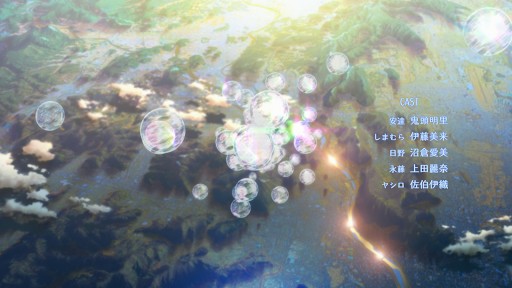 CAST
安達 鬼頭明里
しまむら 伊藤美来
日野 沼倉愛美
永藤 上田麗奈
ヤシロ 佐伯伊織